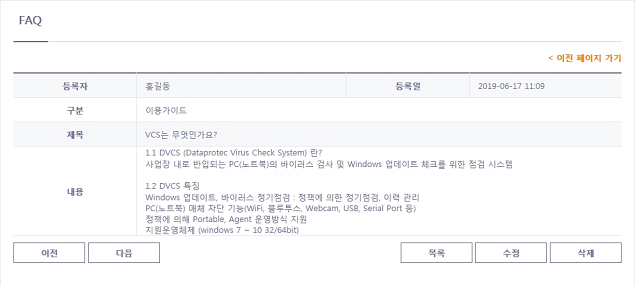 FAQ
< 이전 페이지 가기
등록자 홍길동 등록일 2019-06-17 11:09
구분 이용가이드
제목 VCS는 무엇인가요?
내용
1.1 DVCS (Dataprotec Virus Check System) 란?
사업장 내로 반입되는 PC(노트북)의 바이러스 검사 및 Windows 업데이트 체크를 위한 점검 시스템
1.2 DVCS 특징
Windows 업데이트, 바이러스 정기점검 : 정책에 의한 정기점검, 이력 관리
PC(노트북) 매체 자단 기능(WiFi, 블루투스, Webcam, USB, Serial Port 등)
정책에 의해 Portable, Agent 운영방식 지원
지원운영체제 (windows 7 ~ 10 32/64bit)
이전 다음 목록 수정 삭제